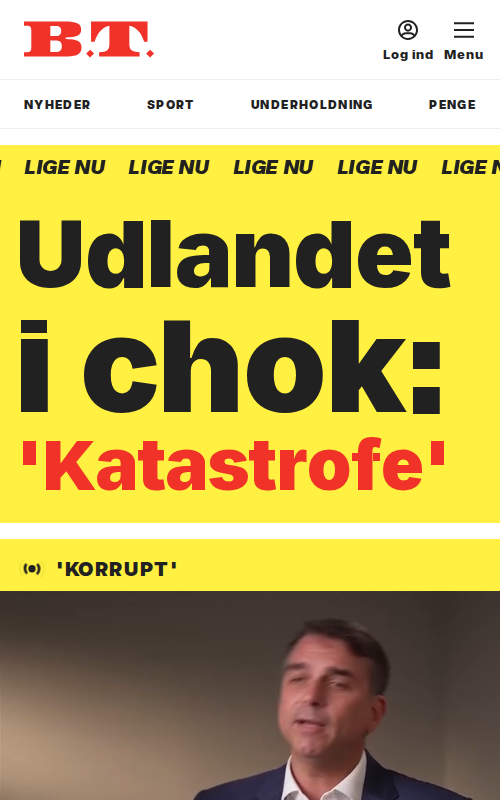 B.T.
Log ind Menu
NYHEDER SPORT UNDERHOLDNING PENGE
LIGE NU LIGE NU LIGE NU LIGE NU LIGE N
Udlandet
i chok:
'Katastrofe'
'KORRUPT'